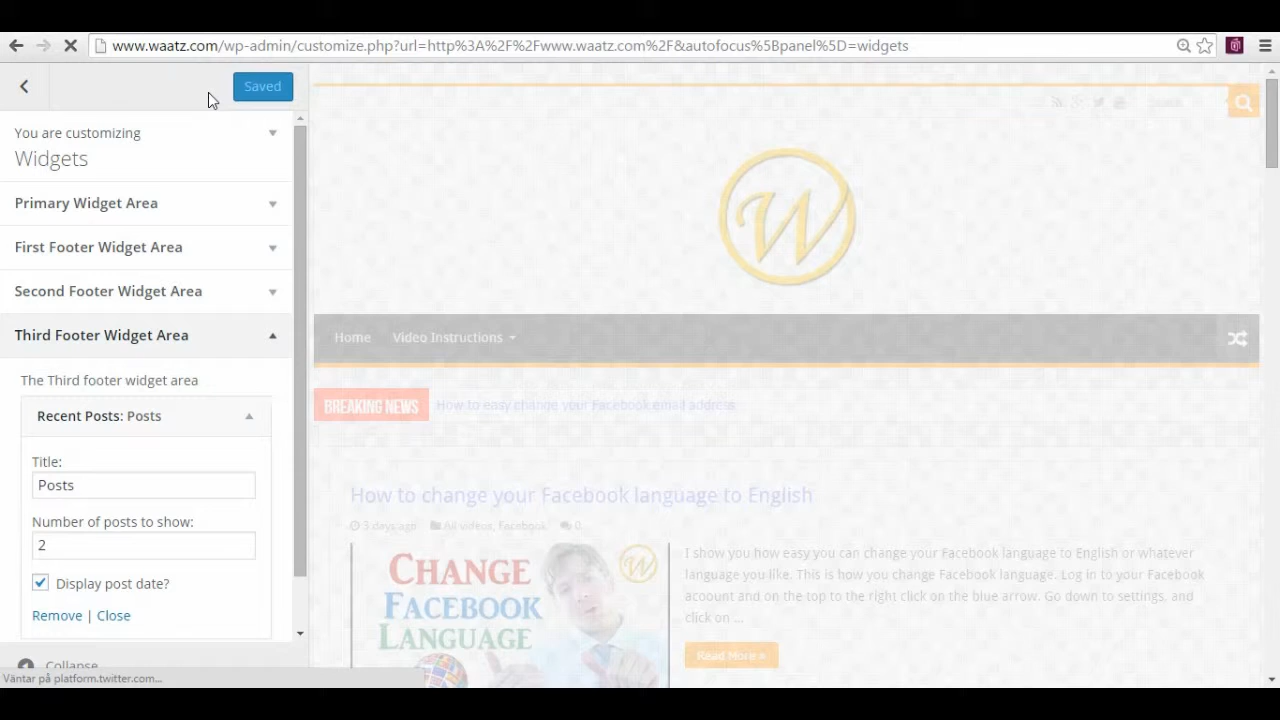 www.waatz.com/wp-admin/customize.php?url=http%3A%2F%2Fwww.waatz.com%2F&autofocus%5Bpanel%5D=widgets
Saved
You are customizing
Widgets
Primary Widget Area
First Footer Widget Area
Second Footer Widget Area
Third Footer Widget Area
The Third footer widget area
Recent Posts: Posts
Title:
Posts
Number of posts to show:
2
Display post date?
Remove | Close
Collapse
Väntar på platform.twitter.com...
W
Home
Video Instructions
BREAKING NEWS
How to easy change your Facebook email address
How to change your Facebook language to English
3 days ago
All videos, Facebook
0
CHANGE
FACEBOOK
LANGUAGE
W
I show you how easy you can change your Facebook language to English or whatever
language you like. This is how you change Facebook language. Log in to your Facebook
acoount and on the top to the right click on the blue arrow. Go down to settings, and
click on ...
Read More »